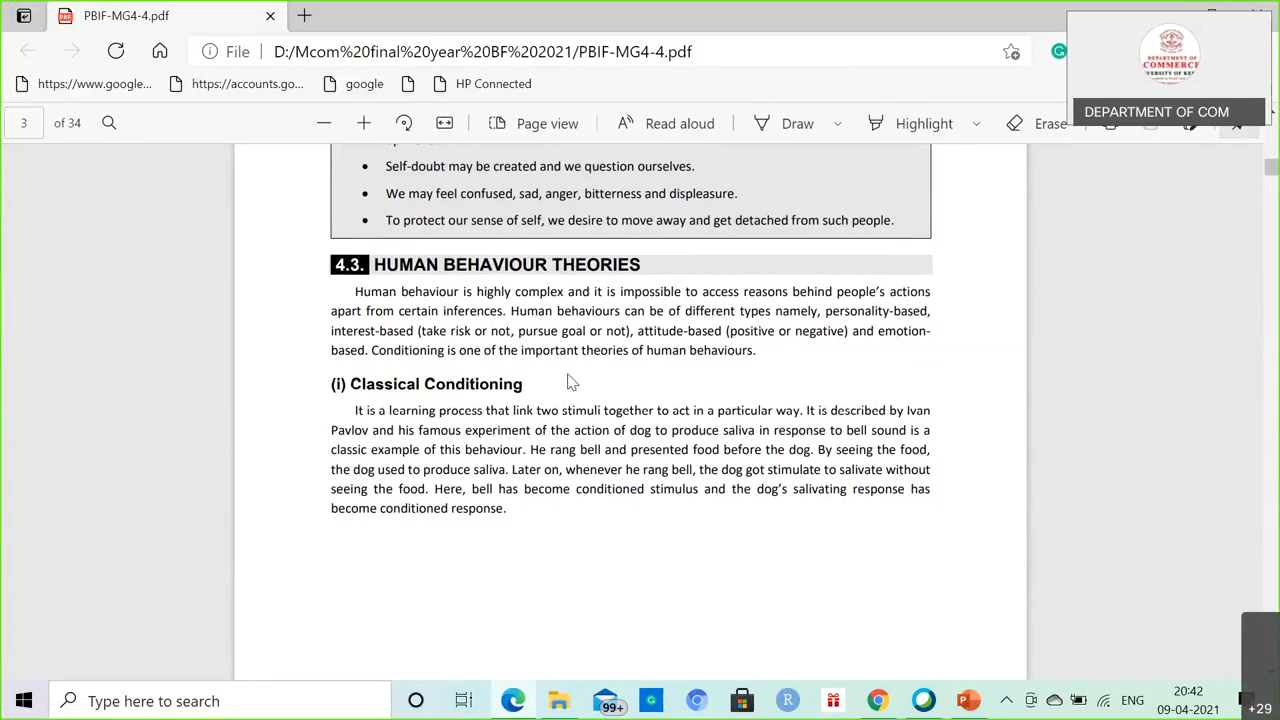 PBIF-MG4-4.pdf
File D:/Mcom%20final%20year%20BF%202021/PBIF-MG4-4.pdf
https://www.google... https://accounts.go... google
DEPARTMENT OF
COMMERCE
DEPARTMENT OF COM
3 of 34 Page view Read aloud Draw Highlight Erase
• Self-doubt may be created and we question ourselves.
• We may feel confused, sad, anger, bitterness and displeasure.
• To protect our sense of self, we desire to move away and get detached from such people.
4.3. HUMAN BEHAVIOUR THEORIES
Human behaviour is highly complex and it is impossible to access reasons behind people's actions
apart from certain inferences. Human behaviours can be of different types namely, personality-based,
interest-based (take risk or not, pursue goal or not), attitude-based (positive or negative) and emotion-
based. Conditioning is one of the important theories of human behaviours.
(i) Classical Conditioning
It is a learning process that link two stimuli together to act in a particular way. It is described by Ivan
Pavlov and his famous experiment of the action of dog to produce saliva in response to bell sound is a
classic example of this behaviour. He rang bell and presented food before the dog. By seeing the food,
the dog used to produce saliva. Later on, whenever he rang bell, the dog got stimulate to salivate without
seeing the food. Here, bell has become conditioned stimulus and the dog's salivating response has
become conditioned response.
Type here to search
99+
ENG
20:42
09-04-2021
+29